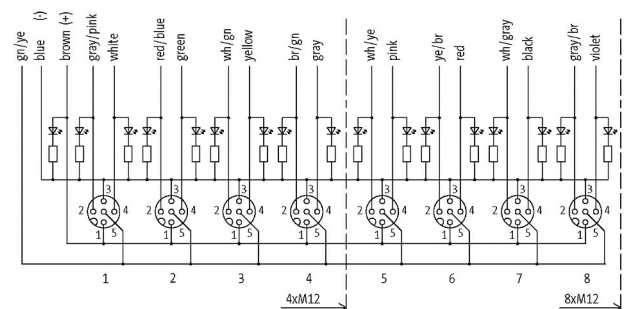 gn/ye
blue (-)
brown (+)
gray/pink
white
red/blue
green
wh/gn
yellow
br/gn
gray
wh/ye
pink
ye/br
red
wh/gray
black
gray/br
violet
3 3 3 3 3 3 3 3
2 4 2 4 2 4 2 4 2 4 2 4 2 4 2 4
1 5 1 5 1 5 1 5 1 5 1 5 1 5 1 5
1 2 3 4 5 6 7 8
4xM12 8xM12